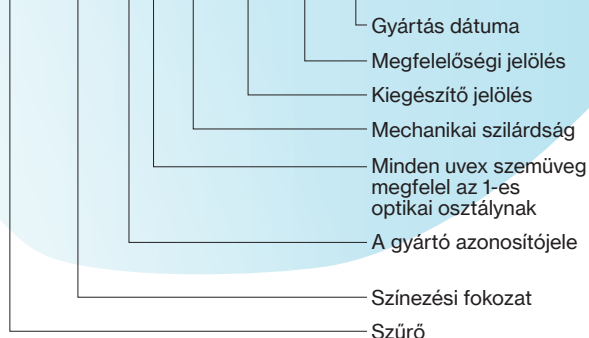 Gyártás dátuma
Megfelelőségi jelölés
Kiegészítő jelölés
Mechanikai szilárdság
Minden uvex szemüveg
megfelel az 1-es
optikai osztálynak
A gyártó azonosítójele
Színezési fokozat
Szűrő